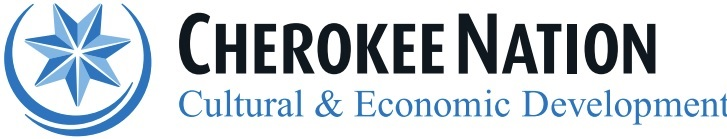 CHEROKEE NATION
Cultural & Economic Development